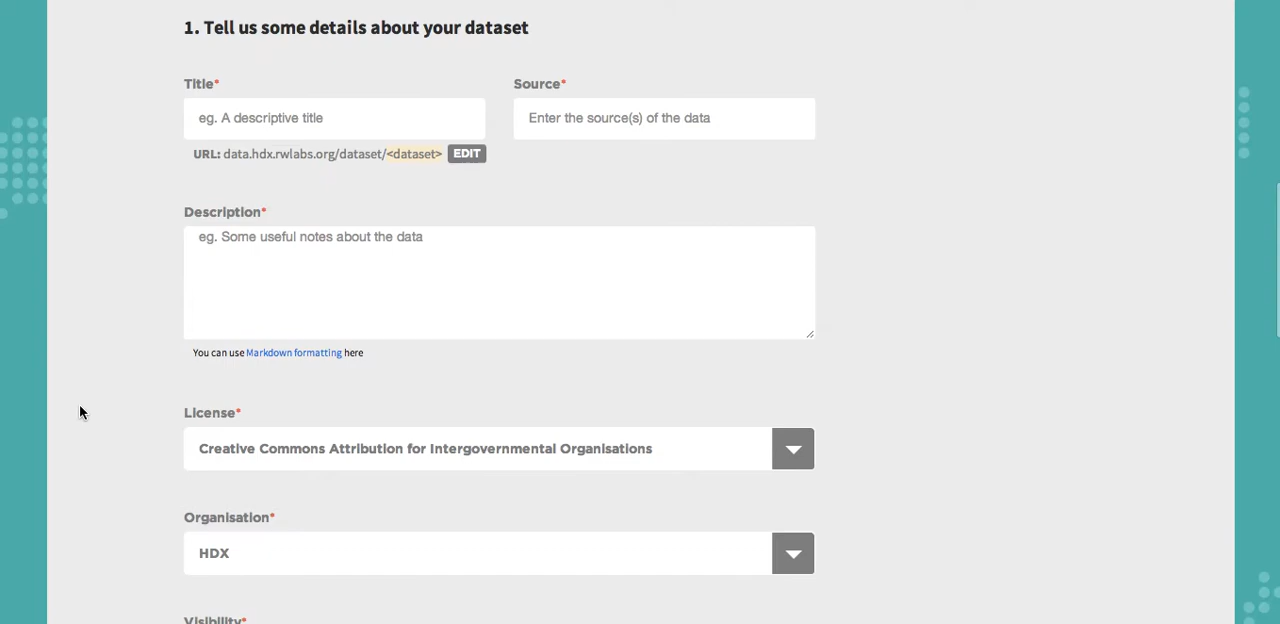 1. Tell us some details about your dataset
Title* Source*
eg. A descriptive title Enter the source(s) of the data
URL: data.hdx.rwlabs.org/dataset/<dataset> EDIT
Description*
eg. Some useful notes about the data
You can use Markdown formatting here
License*
Creative Commons Attribution for Intergovernmental Organisations
Organisation*
HDX
Visibility*